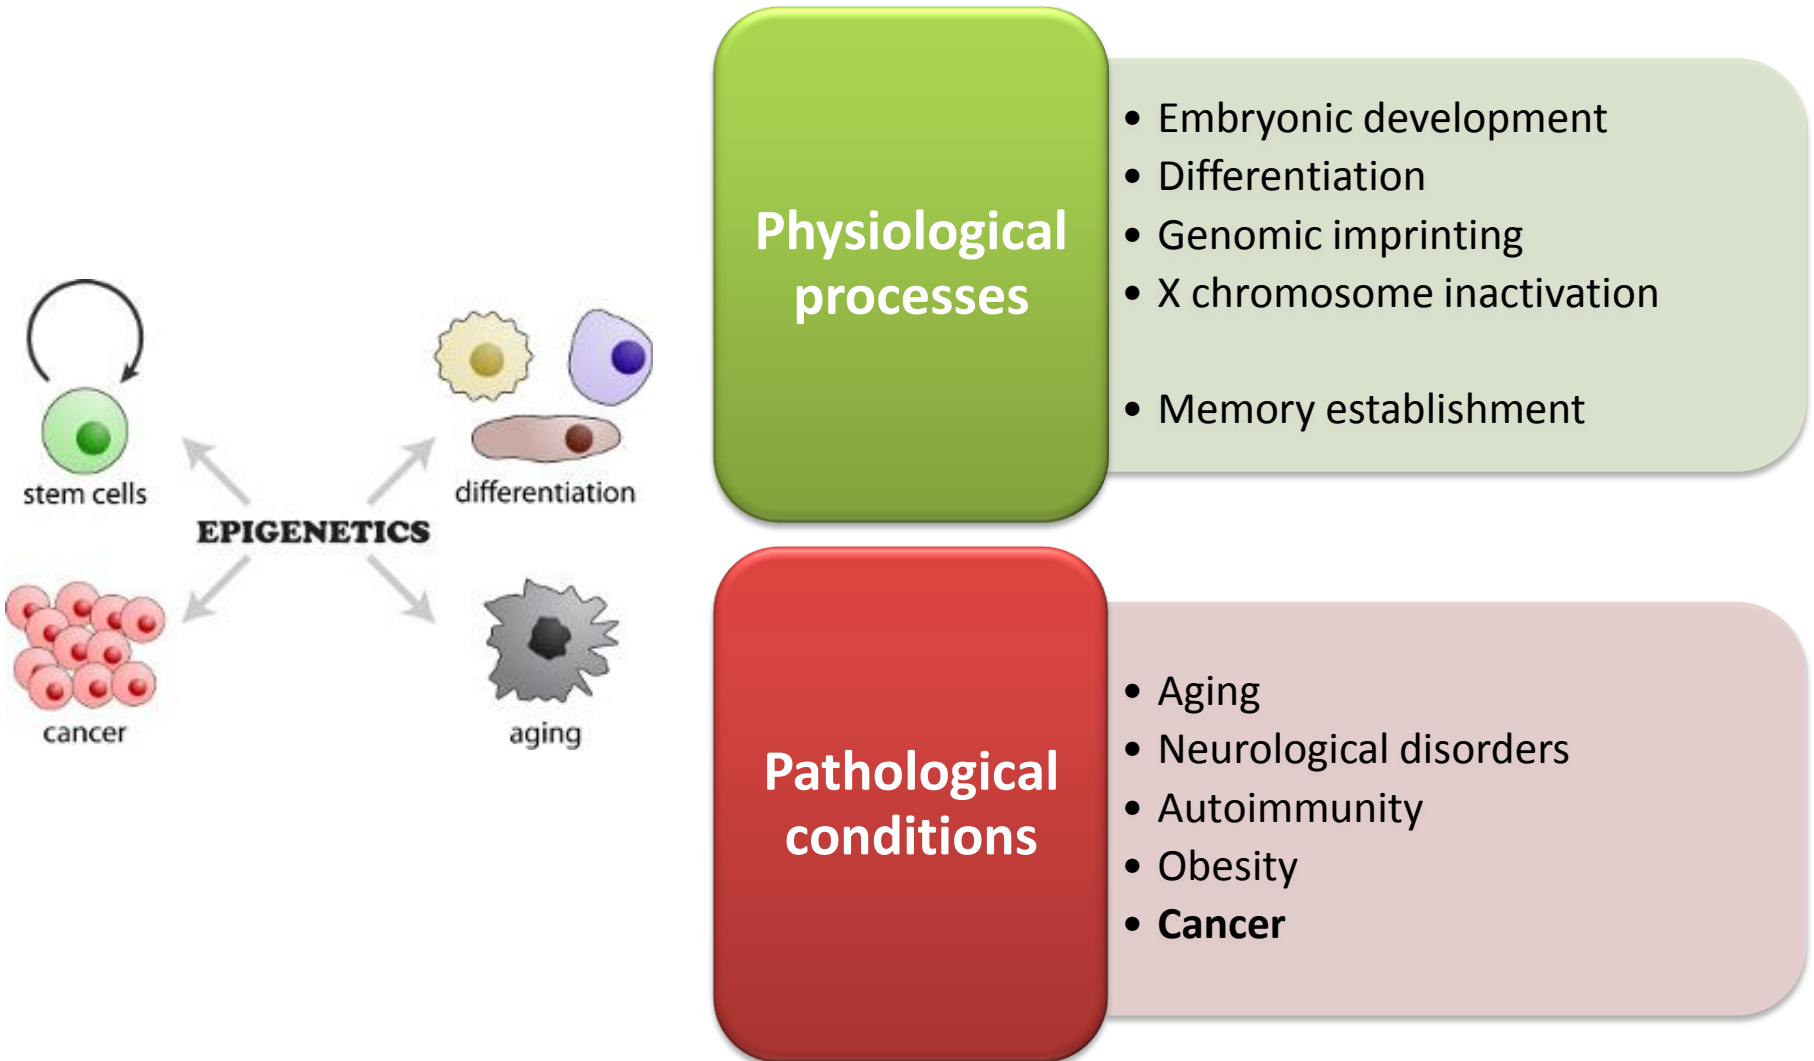 stem cells
differentiation
EPIGENETICS
cancer
aging
Physiological
processes
• Embryonic development
• Differentiation
• Genomic imprinting
• X chromosome inactivation
• Memory establishment
Pathological
conditions
• Aging
• Neurological disorders
• Autoimmunity
• Obesity
• Cancer